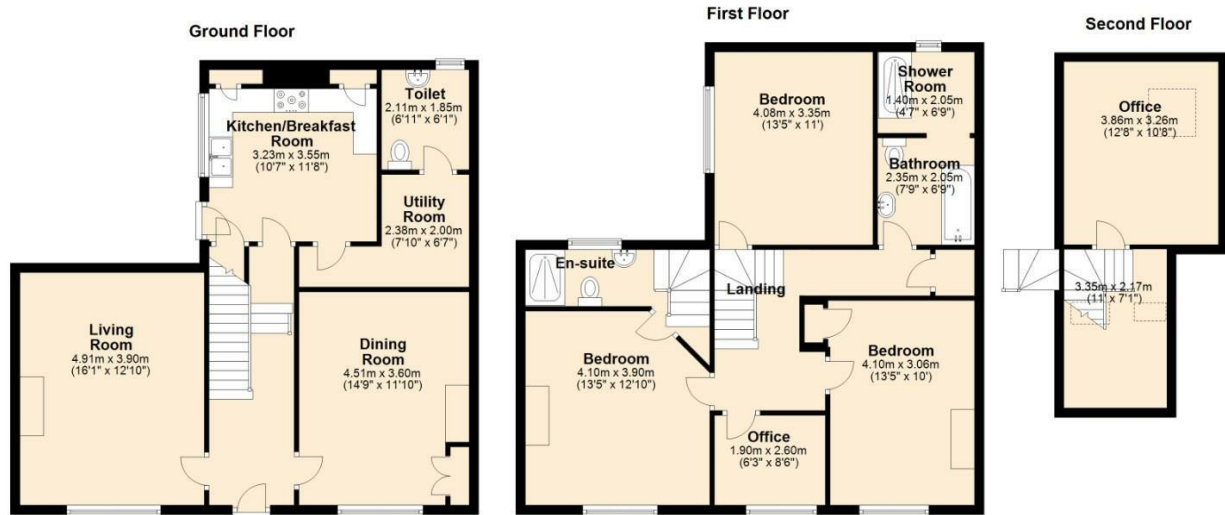 Ground Floor
Toilet
2.11m x 1.85m
(6'11" x 6'1")
Kitchen/Breakfast
Room
3.23m x 3.55m
(10'7" x 11'8")
Utility
Room
2.38m x 2.00m
(7'10" x 6'7")
Living
Room
4.91m x 3.90m
(16'1" x 12'10")
Dining
Room
4.51m x 3.60m
(14'9" x 11'10")
First Floor
Bedroom
4.08m x 3.35m
(13'5" x 11')
Shower
Room
1.40m x 2.05m
(4'7" x 6'9")
Bathroom
2.35m x 2.05m
(7'9" x 6'9")
En-suite
Landing
Bedroom
4.10m x 3.90m
(13'5" x 12'10")
Bedroom
4.10m x 3.06m
(13'5" x 10')
Office
1.90m x 2.60m
(6'3" x 8'6")
Second Floor
Office
3.86m x 3.26m
(12'8" x 10'8")
3.35m x 2.17m
(11' x 7'1")